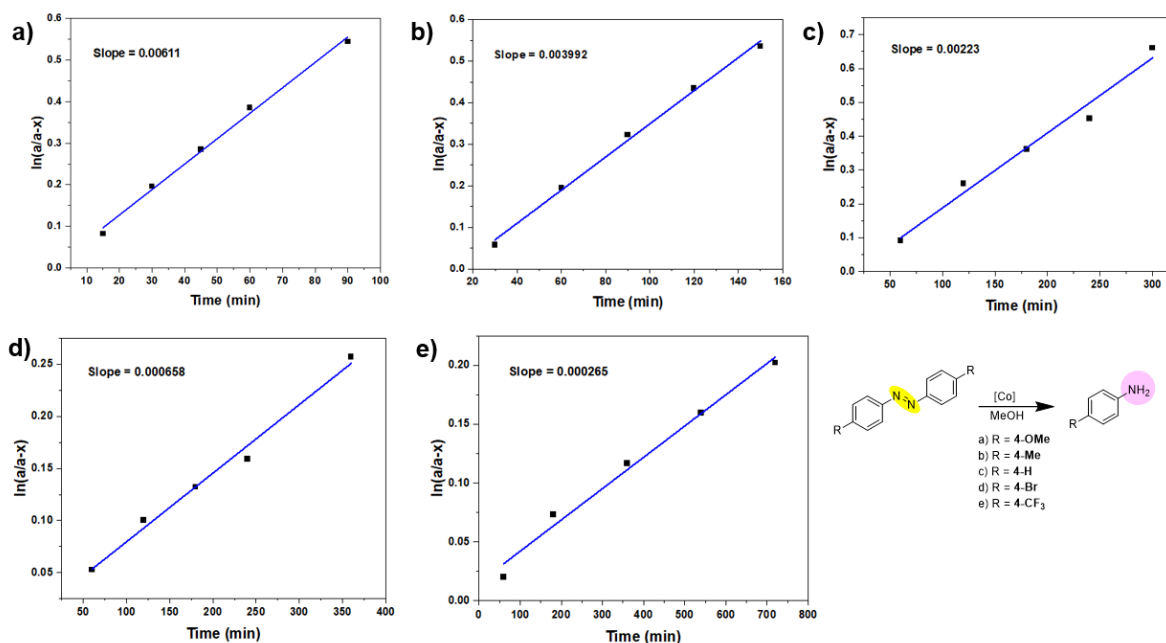 a)
Slope = 0.00611
ln(a/a-x)
0.6
0.5
0.4
0.3
0.2
0.1
0.0
10 20 30 40 50 60 70 80 90 100
Time (min)
b)
Slope = 0.003992
ln(a/a-x)
0.6
0.5
0.4
0.3
0.2
0.1
0.0
20 40 60 80 100 120 140 160
Time (min)
c)
Slope = 0.00223
ln(a/a-x)
0.7
0.6
0.5
0.4
0.3
0.2
0.1
0.0
50 100 150 200 250 300
Time (min)
d)
Slope = 0.000658
ln(a/a-x)
0.25
0.20
0.15
0.10
0.05
50 100 150 200 250 300 350 400
Time (min)
e)
Slope = 0.000265
ln(a/a-x)
0.20
0.15
0.10
0.05
0.00
0 100 200 300 400 500 600 700 800
Time (min)
R
N=N
R
[Co]
MeOH
NH2
R
a) R = 4-OMe
b) R = 4-Me
c) R = 4-H
d) R = 4-Br
e) R = 4-CF3